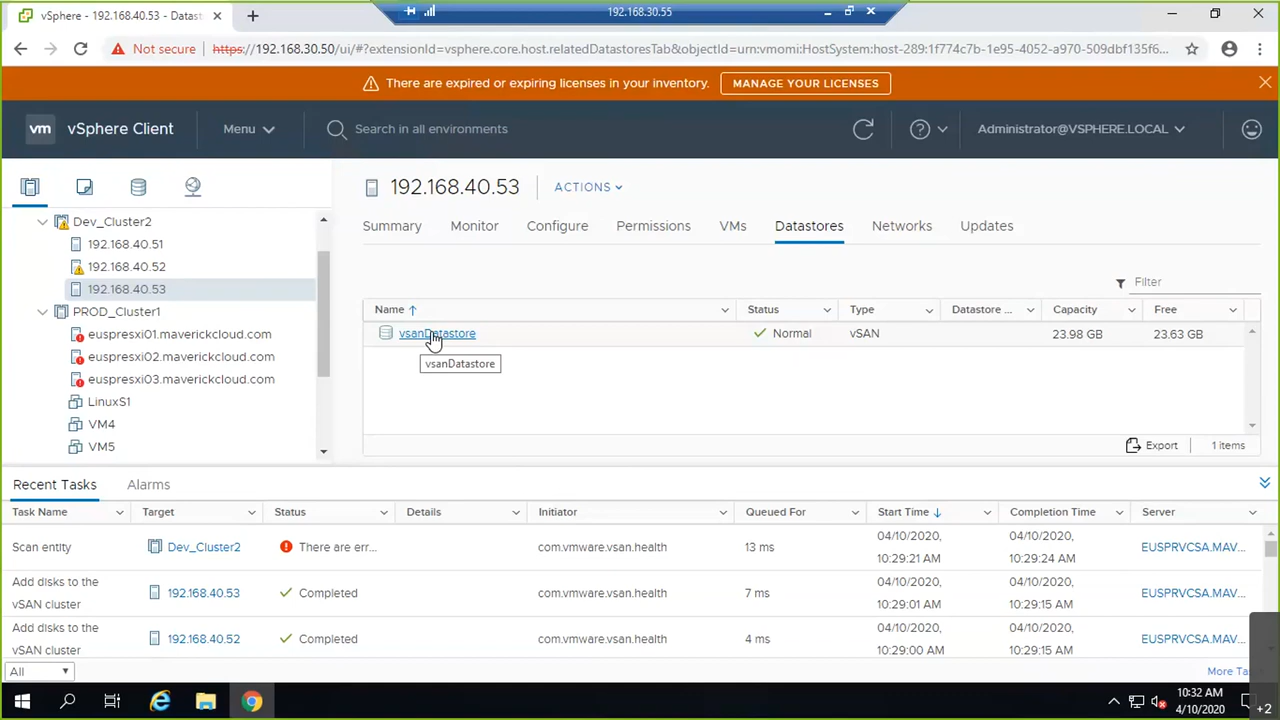 vSphere - 192.168.40.53 - Datast
192.168.30.55
Not secure
https://192.168.30.50/ui/#?extensionId=vsphere.core.host.relatedDatastoresTab&objectId=urn:vmomi:HostSystem:host-289:1f774c7b-1e95-4052-a970-509dbf135f6...
There are expired or expiring licenses in your inventory.
MANAGE YOUR LICENSES
vm vSphere Client
Menu
Search in all environments
Administrator@VSPHERE.LOCAL
Dev_Cluster2
192.168.40.51
192.168.40.52
192.168.40.53
PROD_Cluster1
euspresxi01.maverickcloud.com
euspresxi02.maverickcloud.com
euspresxi03.maverickcloud.com
LinuxS1
VM4
VM5
192.168.40.53
ACTIONS
Summary Monitor Configure Permissions VMs Datastores Networks Updates
Filter
Name Status Type Datastore ... Capacity Free
vsanDatastore Normal vSAN 23.98 GB 23.63 GB
vsanDatastore
Export 1 items
Recent Tasks Alarms
Task Name Target Status Details Initiator Queued For Start Time Completion Time Server
Scan entity Dev_Cluster2 There are err... com.vmware.vsan.health 13 ms 04/10/2020, 10:29:21 AM 04/10/2020, 10:29:24 AM EUSPRVCSA.MAV...
Add disks to the vSAN cluster 192.168.40.53 Completed com.vmware.vsan.health 7 ms 04/10/2020, 10:29:01 AM 04/10/2020, 10:29:15 AM EUSPRVCSA.MAV...
Add disks to the vSAN cluster 192.168.40.52 Completed com.vmware.vsan.health 4 ms 04/10/2020, 10:29:00 AM 04/10/2020, 10:29:15 AM EUSPRVCSA.MAV...
All
More Ta
10:32 AM
4/10/2020
+2